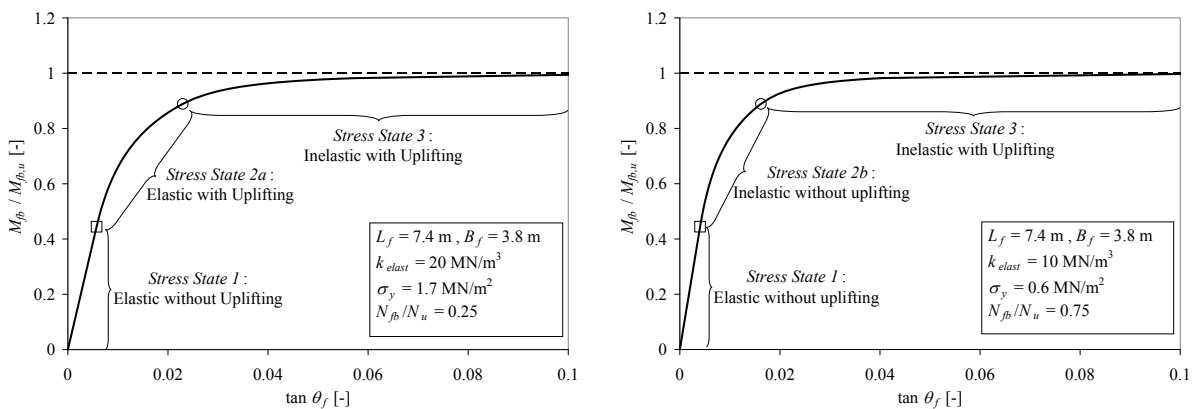 1.2
1
0.8
0.6
0.4
0.2
0
M_fb / M_fb,u [-]
Stress State 3 :
Inelastic with Uplifting
Stress State 2a :
Elastic with Uplifting
Stress State 1 :
Elastic without Uplifting
L_f = 7.4 m , B_f = 3.8 m
k_elast = 20 MN/m³
σ_y = 1.7 MN/m²
N_fb/N_u = 0.25
0 0.02 0.04 0.06 0.08 0.1
tan θ_f [-]
1.2
1
0.8
0.6
0.4
0.2
0
M_fb / M_fb,u [-]
Stress State 3 :
Inelastic with Uplifting
Stress State 2b :
Inelastic without uplifting
Stress State 1 :
Elastic without uplifting
L_f = 7.4 m , B_f = 3.8 m
k_elast = 10 MN/m³
σ_y = 0.6 MN/m²
N_fb/N_u = 0.75
0 0.02 0.04 0.06 0.08 0.1
tan θ_f [-]